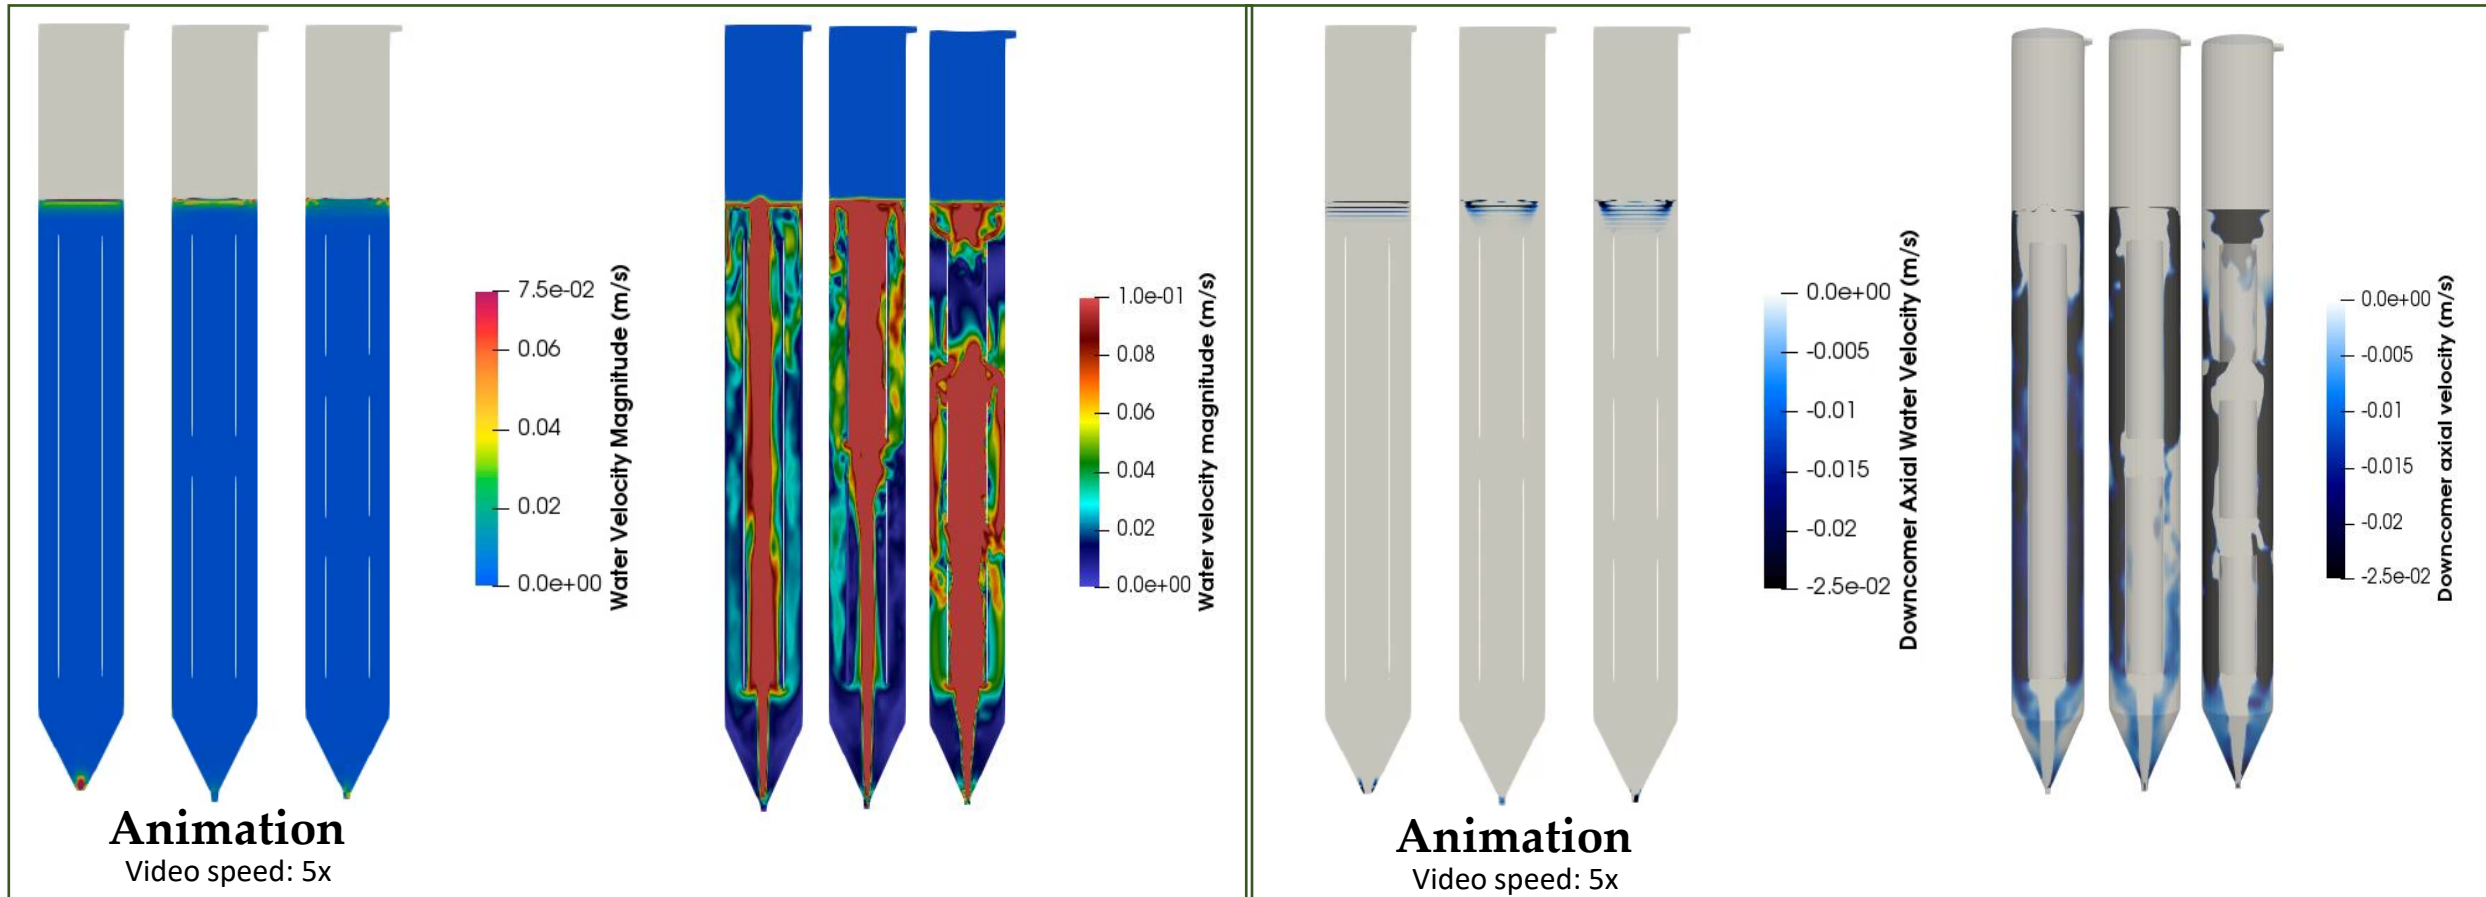 7.5e-02
0.06
0.04
0.02
0.0e+00
Water Velocity Magnitude (m/s)
Animation
Video speed: 5x
1.0e-01
0.08
0.06
0.04
0.02
0.0e+00
Water velocity magnitude (m/s)
0.0e+00
-0.005
-0.01
-0.015
-0.02
-2.5e-02
Downcomer Axial Water Velocity (m/s)
Animation
Video speed: 5x
0.0e+00
-0.005
-0.01
-0.015
-0.02
-2.5e-02
Downcomer axial velocity (m/s)